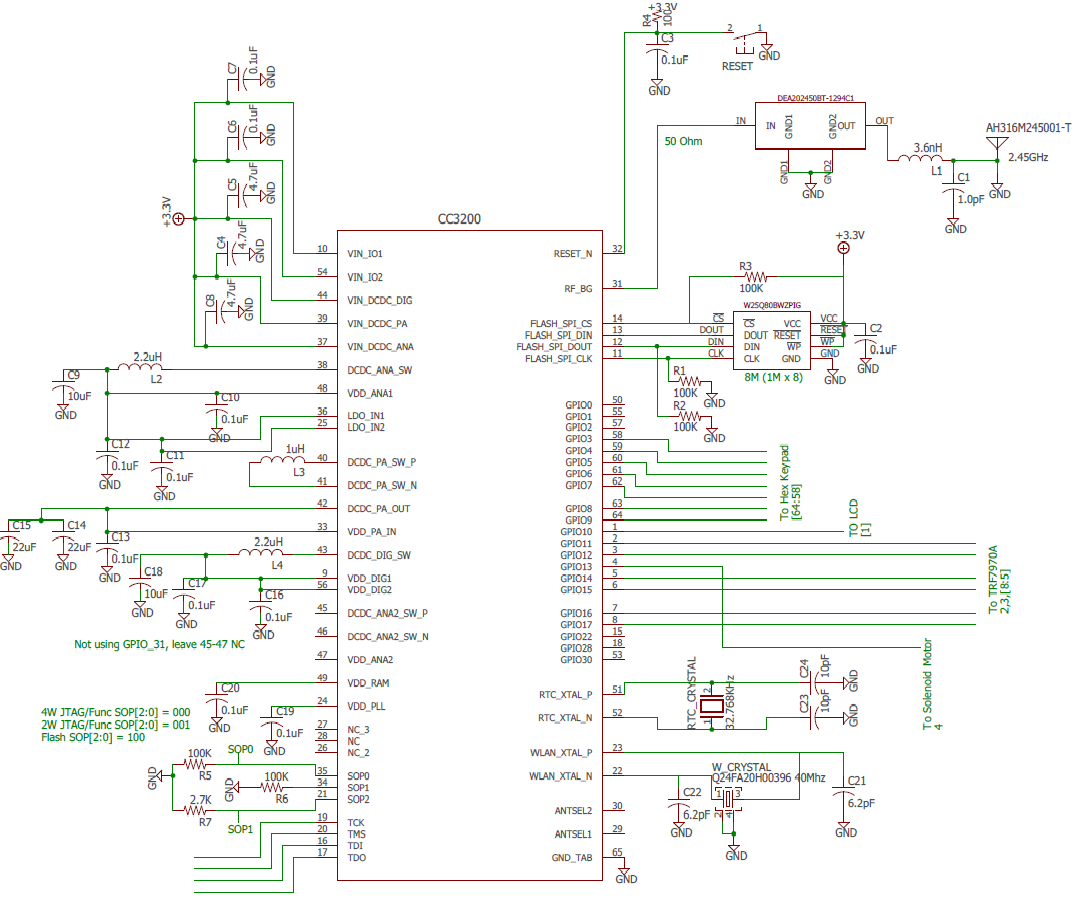 +3.3V
R4
100
C3
0.1uF
GND
2
1
RESET
GND
C7
0.1uF
GND
C6
0.1uF
GND
C5
4.7uF
GND
C4
4.7uF
GND
C8
4.7uF
GND
+3.3V
DEA202450BT-1294C1
IN
IN
GND1
GND2
OUT
OUT
GND1
GND2
GND
50 Ohm
3.6nH
L1
AH316M245001-T
2.45GHz
GND
C1
1.0pF
GND
CC3200
10 VIN_IO1
54 VIN_IO2
44 VIN_DCDC_DIG
39 VIN_DCDC_PA
37 VIN_DCDC_ANA
38 DCDC_ANA_SW
48 VDD_ANA1
36 LDO_IN1
25 LDO_IN2
40 DCDC_PA_SW_P
41 DCDC_PA_SW_N
42 DCDC_PA_OUT
33 VDD_PA_IN
43 DCDC_DIG_SW
9 VDD_DIG1
56 VDD_DIG2
45 DCDC_ANA2_SW_P
46 DCDC_ANA2_SW_N
47 VDD_ANA2
49 VDD_RAM
24 VDD_PLL
27 NC_3
28 NC
26 NC_2
35 SOP0
34 SOP1
21 SOP2
19 TCK
20 TMS
16 TDI
17 TDO
RESET_N 32
RF_BG 31
FLASH_SPI_CS 14
FLASH_SPI_DIN 13
FLASH_SPI_DOUT 12
FLASH_SPI_CLK 11
GPIO0 50
GPIO1 55
GPIO2 57
GPIO3 58
GPIO4 59
GPIO5 60
GPIO6 61
GPIO7 62
GPIO8 63
GPIO9 64
GPIO10 1
GPIO11 2
GPIO12 3
GPIO13 4
GPIO14 5
GPIO15 6
GPIO16 7
GPIO17 8
GPIO22 15
GPIO28 18
GPIO30 53
RTC_XTAL_P 51
RTC_XTAL_N 52
WLAN_XTAL_P 23
WLAN_XTAL_N 22
ANTSEL2 30
ANTSEL1 29
GND_TAB 65
GND
2.2uH
L2
C9
10uF
GND
C10
0.1uF
GND
C12
0.1uF
GND
C11
0.1uF
GND
1uH
L3
C15
22uF
GND
C14
22uF
GND
C13
0.1uF
GND
2.2uH
L4
C18
10uF
GND
C17
0.1uF
GND
C16
0.1uF
GND
Not using GPIO_31, leave 45-47 NC
C20
0.1uF
GND
C19
0.1uF
GND
4W JTAG/Func SOP[2:0] = 000
2W JTAG/Func SOP[2:0] = 001
Flash SOP[2:0] = 100
100K
R5
SOP0
GND
GND
100K
R6
2.7K
R7
SOP1
+3.3V
R3
100K
W25Q80BWZPIG
CS
DOUT
DIN
CLK
CS
DOUT
DIN
CLK
VCC
RESET
WP
GND
VCC
RESE
WP
GND
8M (1M x 8)
GND
C2
0.1uF
GND
R1
100K
GND
R2
100K
GND
To Hex Keypad
[64:58]
TO LCD
[1]
To TRF7970A
2,3,[8:5]
To Solenoid Motor
4
RTC_CRYSTAL
2
1
32.768KHz
C24
10pF
GND
C23
10pF
GND
W_CRYSTAL
Q24FA20H00396 40Mhz
1
3
2
4
GND
C22
6.2pF
GND
C21
6.2pF
GND